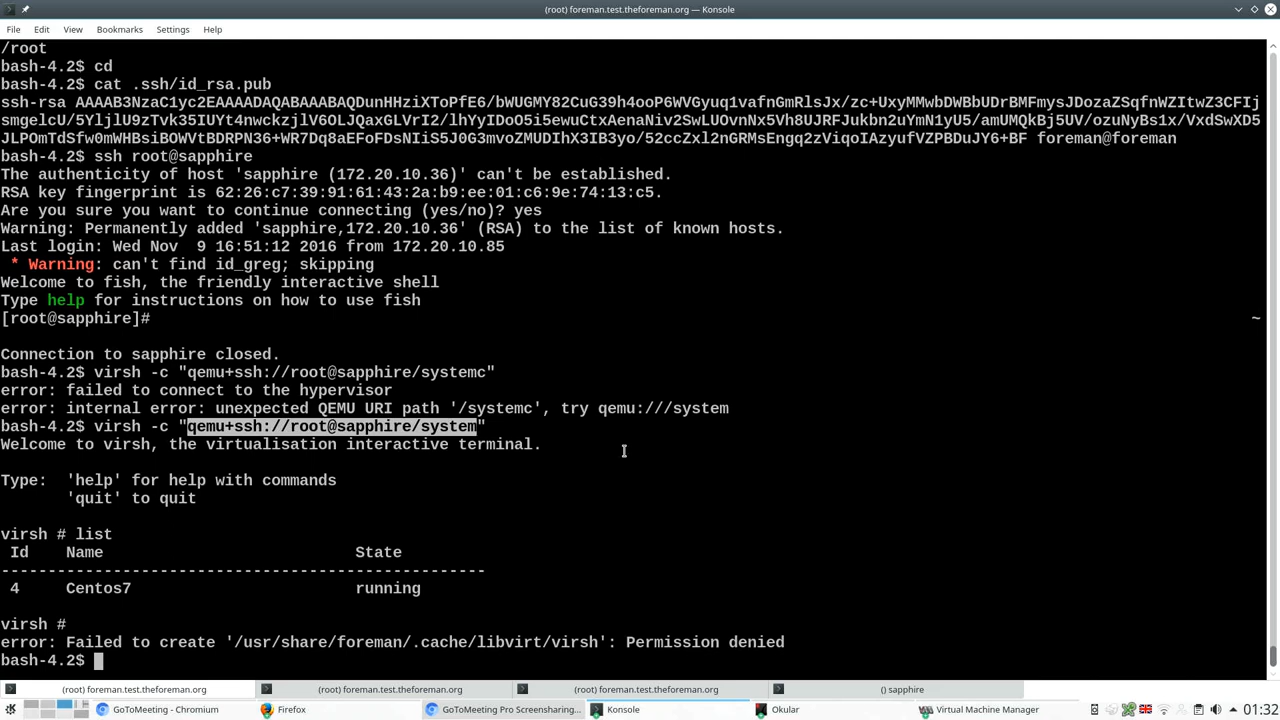 (root) foreman.test.theforeman.org — Konsole
File Edit View Bookmarks Settings Help
/root
bash-4.2$ cd
bash-4.2$ cat .ssh/id_rsa.pub
ssh-rsa AAAAB3NzaC1yc2EAAAADAQABAAABAQDunHHziXToPfE6/bWUGMY82CuG39h4ooP6WVGyuq1vafnGmRlsJx/zc+UxyMMwbDWBbUDrBMFmysJDozaZSqfnWZItwZ3CFIj
smgelcU/5YljlU9zTvk35IUYt4nwckzjlV6OLJQaxGLVrI2/lhYyIDoO5i5ewuCtxAenaNiv2SwLUOvnNx5Vh8UJRFJukbn2uYmN1yU5/amUMQkBj5UV/ozuNyBs1x/VxdSwXD5
JLPOmTdSfw0mWHBsiBOWVtBDRPN36+WR7Dq8aEFoFDsNIiS5J0G3mvoZMUDIhX3IB3yo/52ccZxl2nGRMsEngq2zViqoIAzyufVZPBDuJY6+BF foreman@foreman
bash-4.2$ ssh root@sapphire
The authenticity of host 'sapphire (172.20.10.36)' can't be established.
RSA key fingerprint is 62:26:c7:39:91:61:43:2a:b9:ee:01:c6:9e:74:13:c5.
Are you sure you want to continue connecting (yes/no)? yes
Warning: Permanently added 'sapphire,172.20.10.36' (RSA) to the list of known hosts.
Last login: Wed Nov  9 16:51:12 2016 from 172.20.10.85
 * Warning: can't find id_greg; skipping
Welcome to fish, the friendly interactive shell
Type help for instructions on how to use fish
[root@sapphire]# ~
Connection to sapphire closed.
bash-4.2$ virsh -c "qemu+ssh://root@sapphire/systemc"
error: failed to connect to the hypervisor
error: internal error: unexpected QEMU URI path '/systemc', try qemu:///system
bash-4.2$ virsh -c "qemu+ssh://root@sapphire/system"
Welcome to virsh, the virtualisation interactive terminal.
Type:  'help' for help with commands
       'quit' to quit
virsh # list
 Id    Name                           State
----------------------------------------------------
 4     Centos7                        running
virsh #
error: Failed to create '/usr/share/foreman/.cache/libvirt/virsh': Permission denied
bash-4.2$
(root) foreman.test.theforeman.org (root) foreman.test.theforeman.org (root) foreman.test.theforeman.org () sapphire
GoToMeeting - Chromium Firefox GoToMeeting Pro Screensharing... Konsole Okular Virtual Machine Manager 01:32